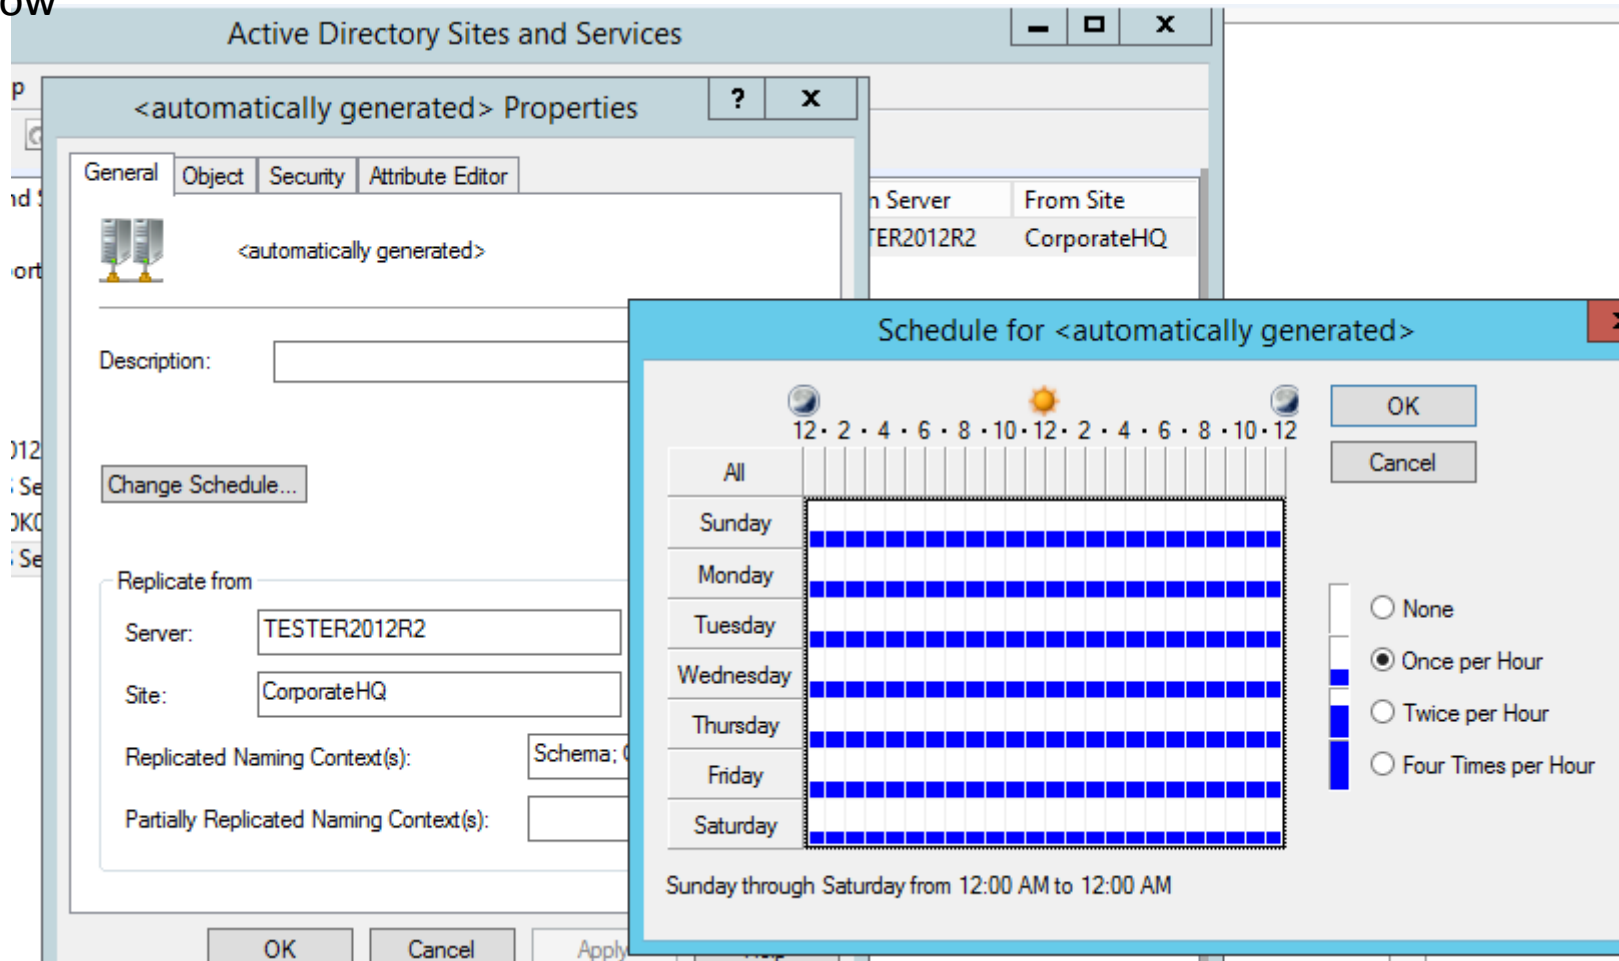 ow
Active Directory Sites and Services
<automatically generated> Properties
General Object Security Attribute Editor
<automatically generated>
Description:
Change Schedule...
Replicate from
Server: TESTER2012R2
Site: CorporateHQ
Replicated Naming Context(s): Schema;
Partially Replicated Naming Context(s):
OK Cancel Apply Help
Server From Site
TER2012R2 CorporateHQ
Schedule for <automatically generated>
12 · 2 · 4 · 6 · 8 · 10 · 12 · 2 · 4 · 6 · 8 · 10 · 12
All
Sunday
Monday
Tuesday
Wednesday
Thursday
Friday
Saturday
Sunday through Saturday from 12:00 AM to 12:00 AM
OK
Cancel
None
Once per Hour
Twice per Hour
Four Times per Hour